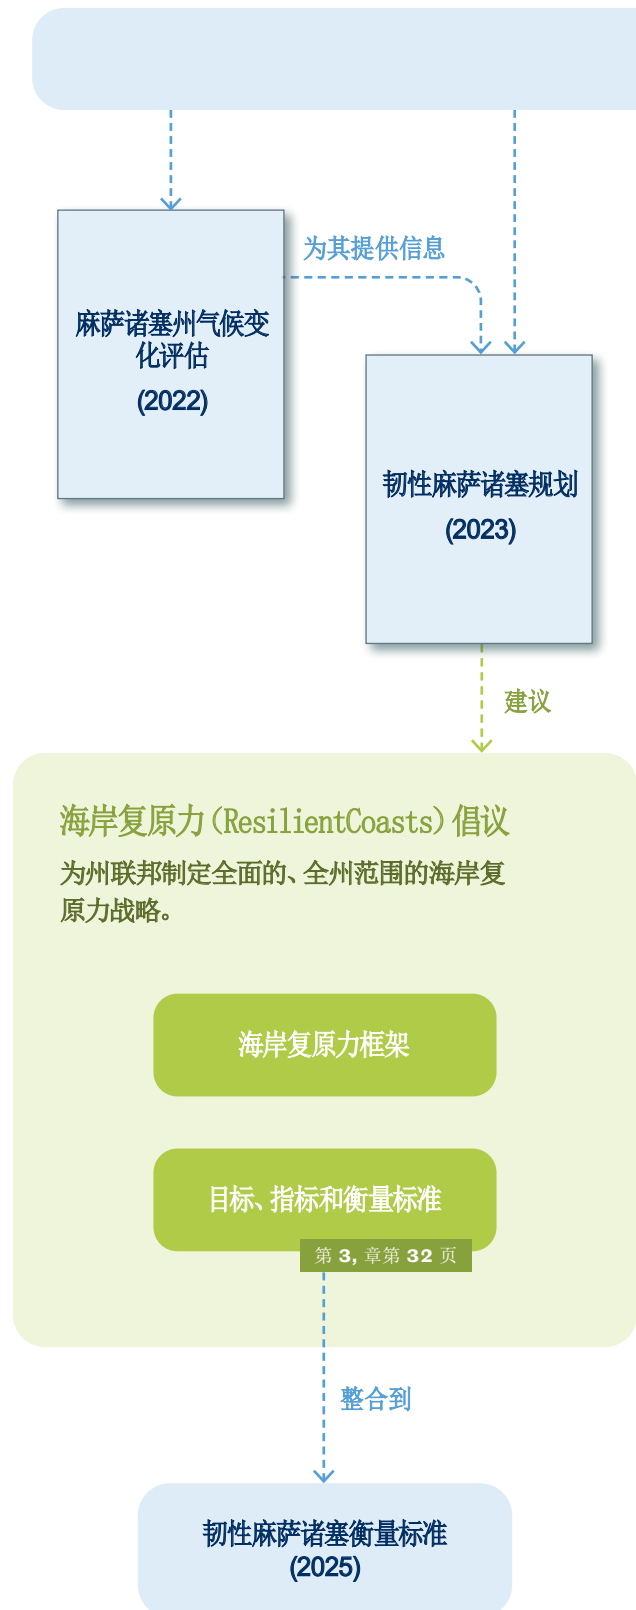 为其提供信息
麻萨诸塞州气候变
化评估
(2022)
韧性麻萨诸塞规划
(2023)
建议
海岸复原力(ResilientCoasts)倡议
为州联邦制定全面的、全州范围的海岸复
原力战略。
海岸复原力框架
目标、指标和衡量标准
第 3, 章第 32 页
整合到
韧性麻萨诸塞衡量标准
(2025)